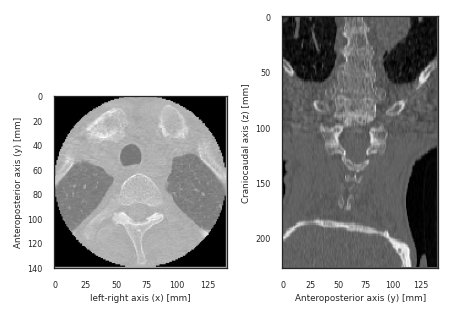 0
20
40
60
80
100
120
140
Anteroposterior axis (y) [mm]
0 25 50 75 100 125
left-right axis (x) [mm]
0
50
100
150
200
Craniocaudal axis (z) [mm]
0 25 50 75 100 125
Anteroposterior axis (y) [mm]